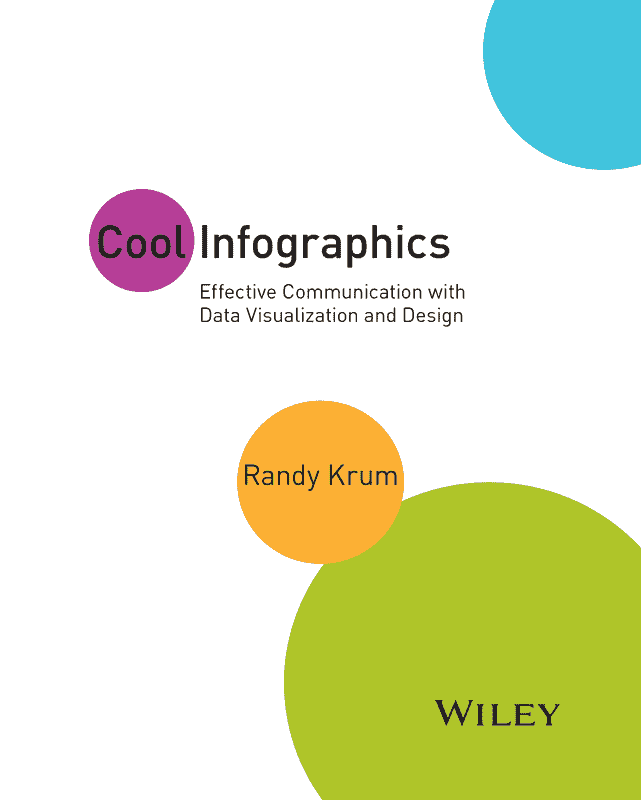 Cool Infographics
Effective Communication with
Data Visualization and Design
Randy Krum
WILEY